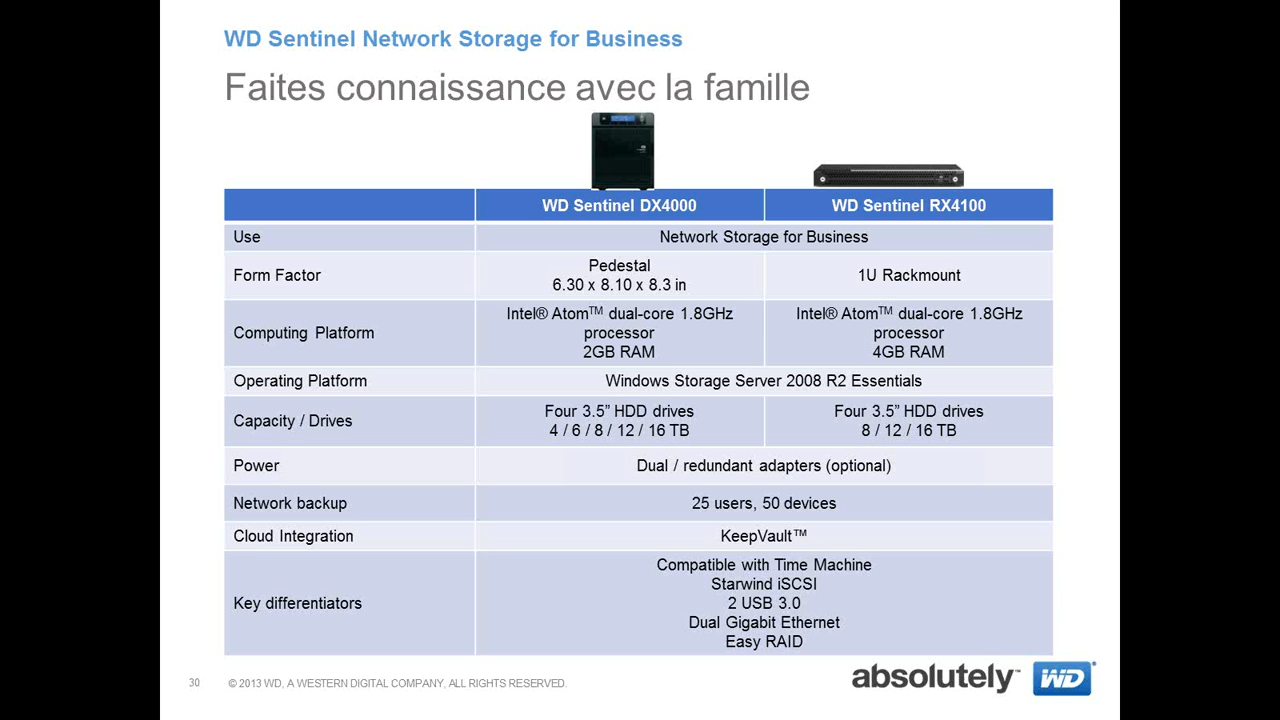 WD Sentinel Network Storage for Business
Faites connaissance avec la famille
WD Sentinel DX4000
WD Sentinel RX4100
Use
Network Storage for Business
Form Factor
Pedestal
6.30 x 8.10 x 8.3 in
1U Rackmount
Computing Platform
Intel® Atom™ dual-core 1.8GHz
processor
2GB RAM
Intel® Atom™ dual-core 1.8GHz
processor
4GB RAM
Operating Platform
Windows Storage Server 2008 R2 Essentials
Capacity / Drives
Four 3.5” HDD drives
4 / 6 / 8 / 12 / 16 TB
Four 3.5” HDD drives
8 / 12 / 16 TB
Power
Dual / redundant adapters (optional)
Network backup
25 users, 50 devices
Cloud Integration
KeepVault™
Key differentiators
Compatible with Time Machine
Starwind iSCSI
2 USB 3.0
Dual Gigabit Ethernet
Easy RAID
30
© 2013 WD, A WESTERN DIGITAL COMPANY, ALL RIGHTS RESERVED.
absolutely™ WD®